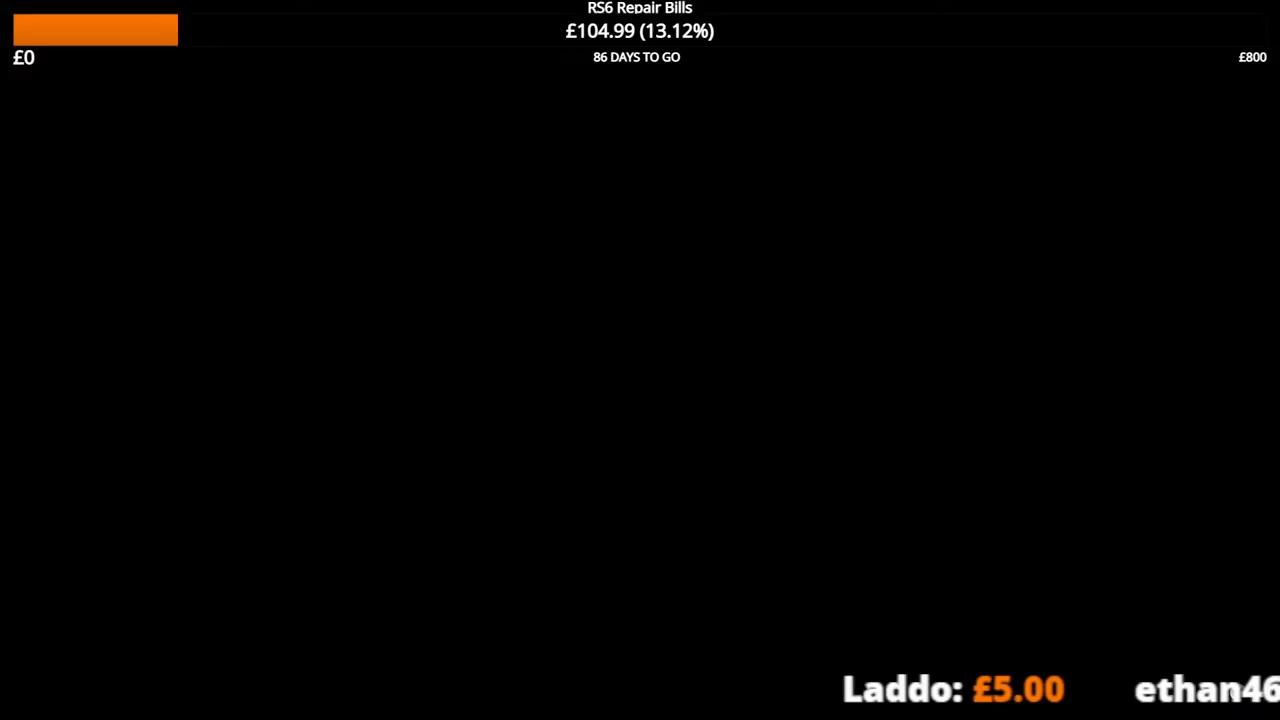 RS6 Repair Bills
£104.99 (13.12%)
£0 86 DAYS TO GO £800
Laddo: £5.00 ethan46